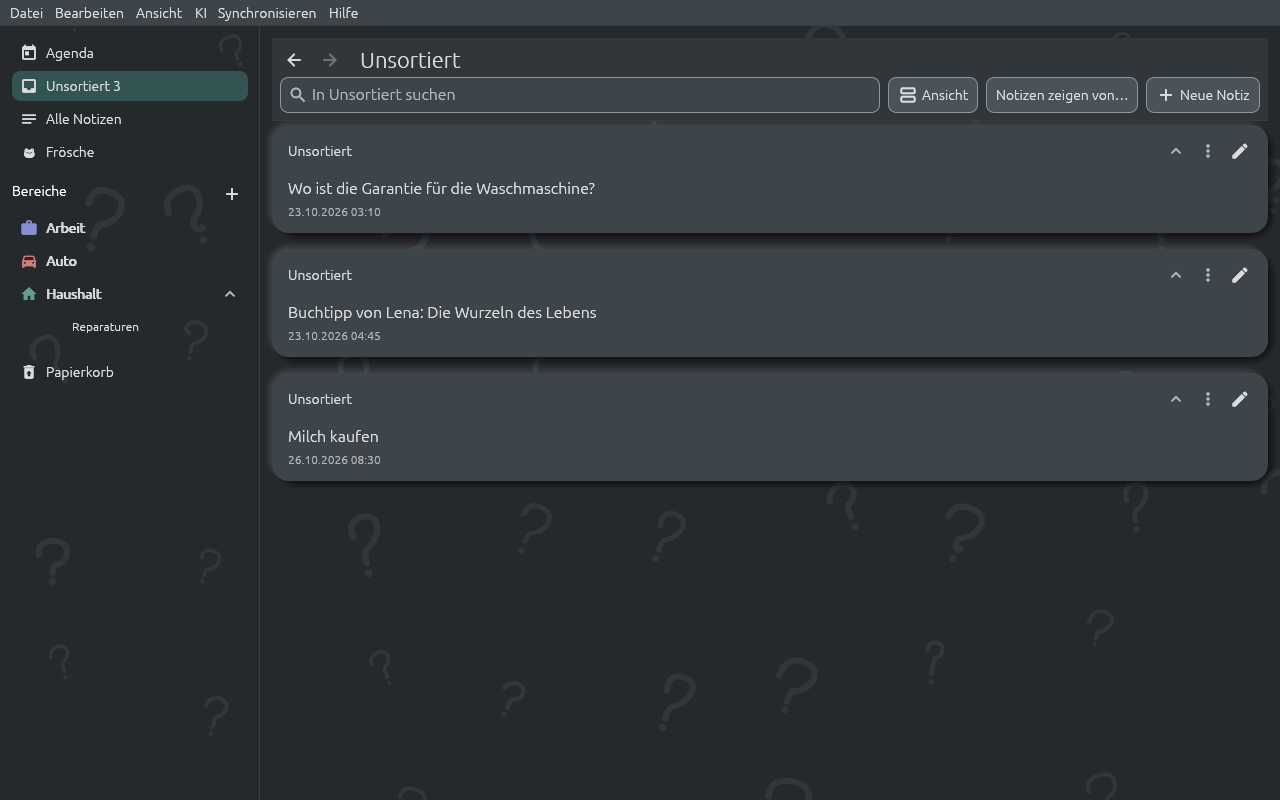 Datei Bearbeiten Ansicht KI Synchronisieren Hilfe
Agenda
Unsortiert 3
Alle Notizen
Frösche
Bereiche
Arbeit
Auto
Haushalt
Reparaturen
Papierkorb
Unsortiert
In Unsortiert suchen
Ansicht
Notizen zeigen von…
Neue Notiz
Unsortiert
Wo ist die Garantie für die Waschmaschine?
23.10.2026 03:10
Unsortiert
Buchtipp von Lena: Die Wurzeln des Lebens
23.10.2026 04:45
Unsortiert
Milch kaufen
26.10.2026 08:30